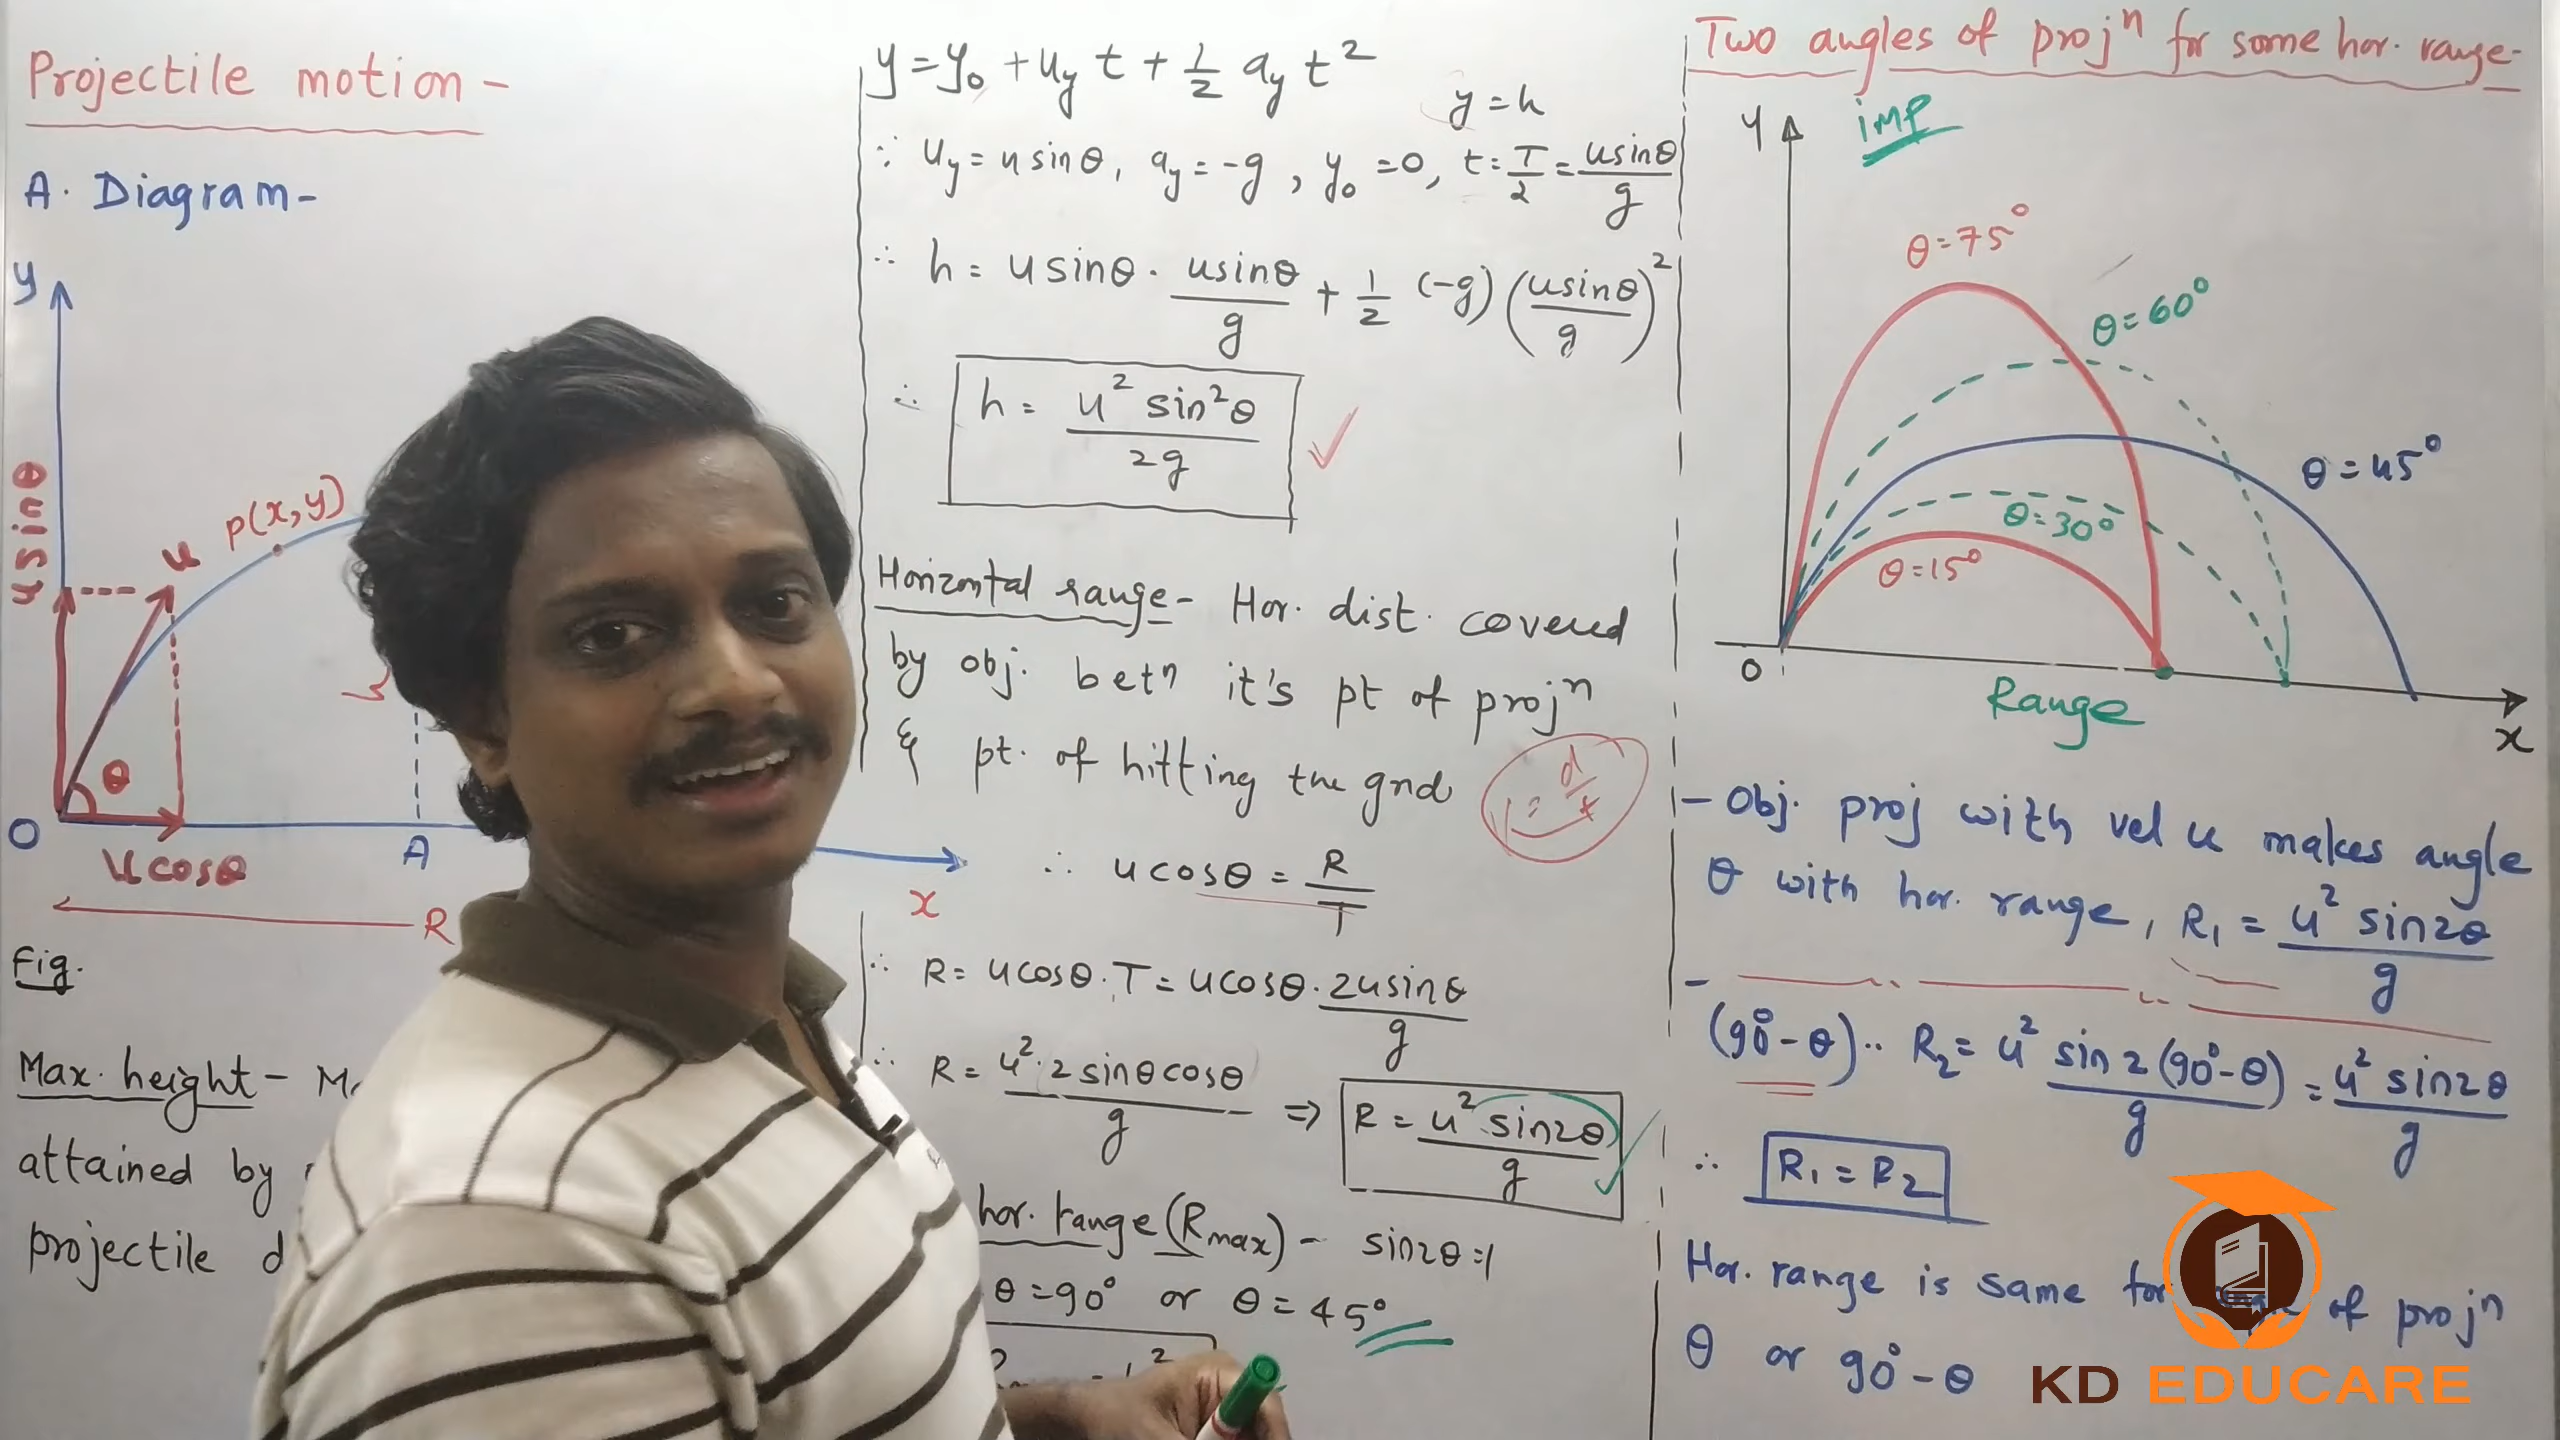 Projectile motion -
A. Diagram -
y
u sinθ
p(x,y)
u
θ
O
A
u cosθ
x
R
Fig.
Max. height -
attained by
projectile
y = y₀ + u_y t + 1/2 a_y t²
y = h
∵ u_y = u sinθ, a_y = -g, y₀ = 0, t = T/2 = u sinθ/g
∴ h = u sinθ · u sinθ/g + 1/2 (-g) (u sinθ/g)²
∴ h = u² sin²θ/2g
Horizontal range - Hor. dist. covered
by obj. betⁿ it's pt of projⁿ
& pt. of hitting the gnd
= d/t
∴ u cosθ = R/T
∴ R = u cosθ . T = u cosθ . 2u sinθ/g
∴ R = u² · 2 sinθ cosθ/g ⇒ R = u² sin2θ/g
hor. range (Rmax) - sin2θ = 1
θ = 90° or θ = 45°
Two angles of projⁿ for some hor. range -
imp
y
θ = 75°
θ = 60°
θ = 45°
θ = 30°
θ = 15°
O
Range
x
- Obj. proj with vel u makes angle
θ with hor. range, R₁ = u² sin2θ/g
- (90° - θ) .. R₂ = u² sin 2(90° - θ)/g = u² sin2θ/g
∴ R₁ = R₂
Hor. range is same for of projⁿ
θ or 90° - θ
KD EDUCARE